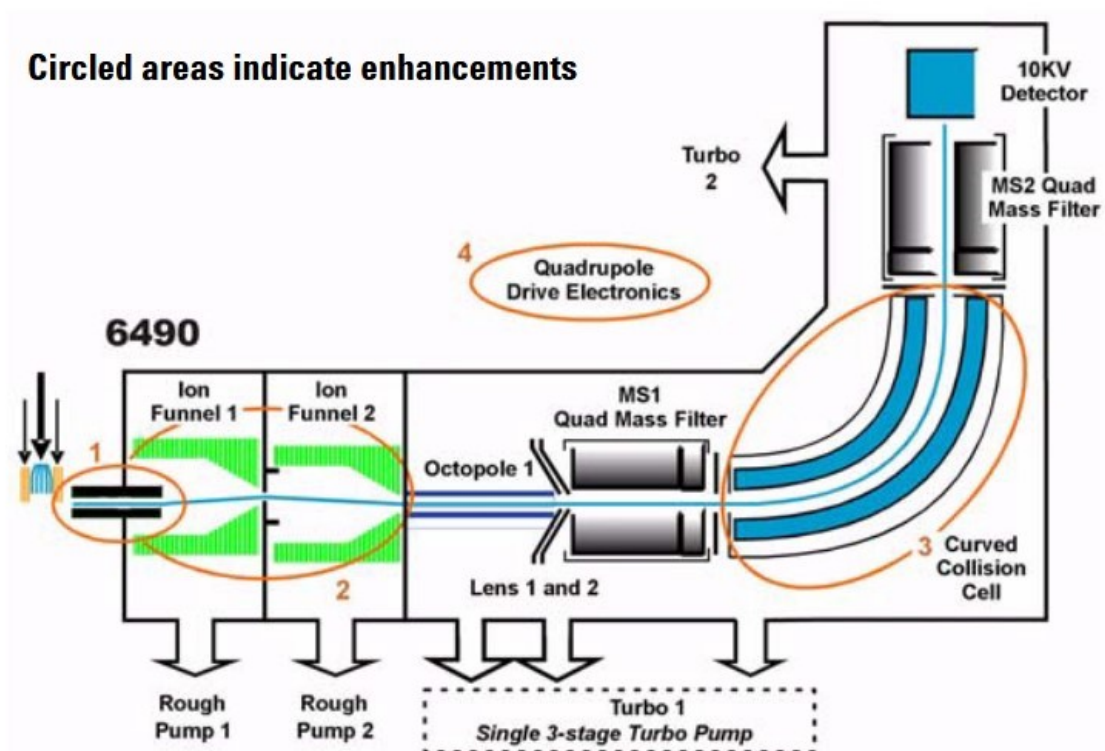 Circled areas indicate enhancements
10KV
Detector
Turbo
2
MS2 Quad
Mass Filter
4
Quadrupole
Drive Electronics
6490
Ion
Funnel 1
Ion
Funnel 2
MS1
Quad Mass Filter
1
Octopole 1
2
Lens 1 and 2
3
Curved
Collision
Cell
Rough
Pump 1
Rough
Pump 2
Turbo 1
Single 3-stage Turbo Pump